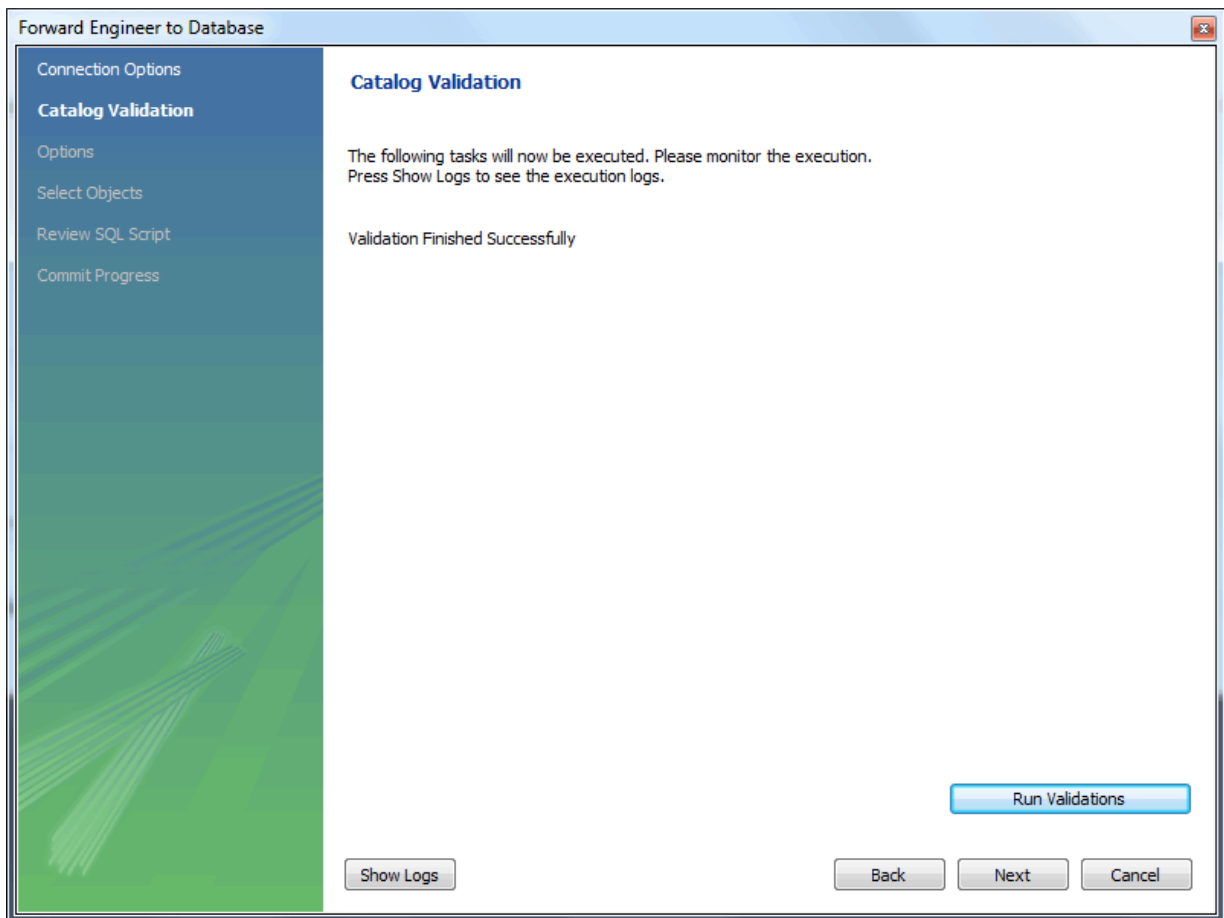 Forward Engineer to Database
Connection Options
Catalog Validation
Options
Select Objects
Review SQL Script
Commit Progress
Catalog Validation
The following tasks will now be executed. Please monitor the execution.
Press Show Logs to see the execution logs.
Validation Finished Successfully
Run Validations
Show Logs
Back
Next
Cancel